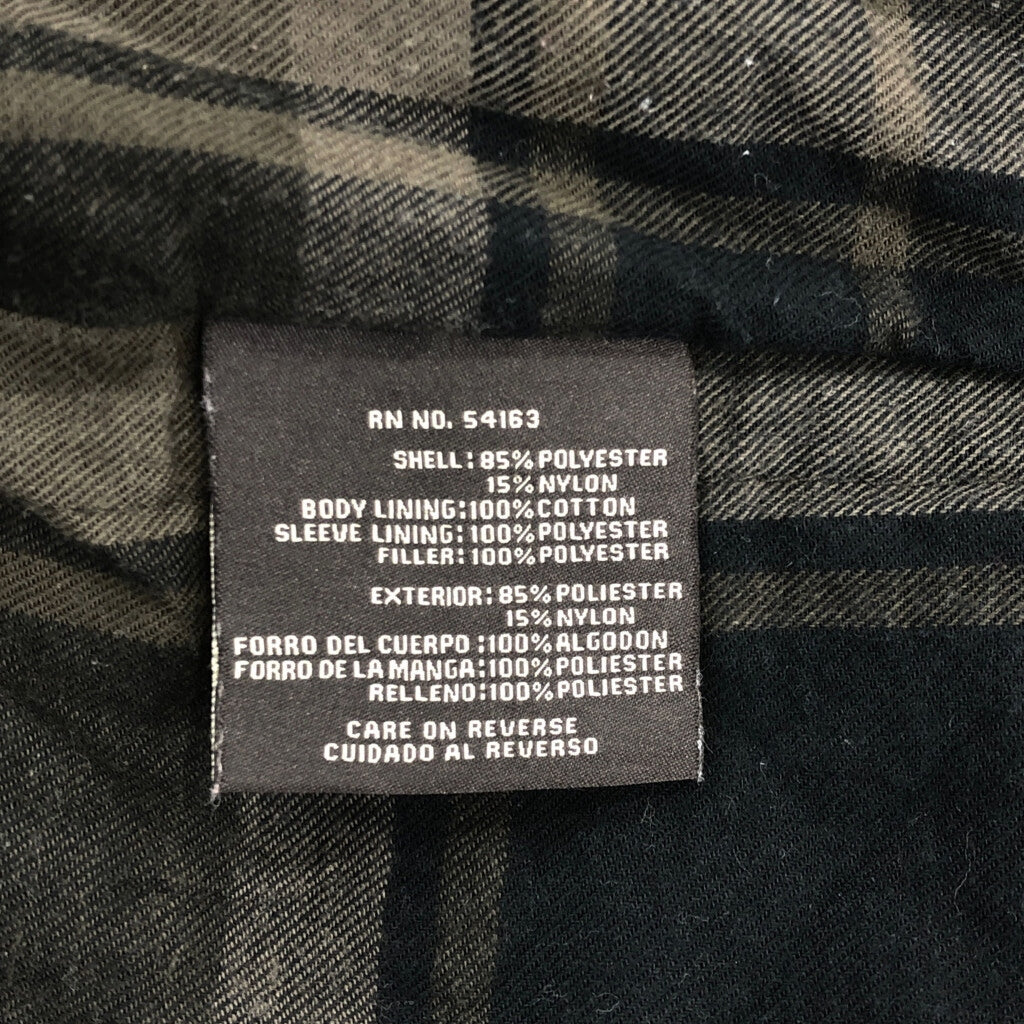 RN NO. 54163
SHELL: 85% POLYESTER
15% NYLON
BODY LINING: 100% COTTON
SLEEVE LINING: 100% POLYESTER
FILLER: 100% POLYESTER
EXTERIOR: 85% POLIESTER
15% NYLON
FORRO DEL CUERPO: 100% ALGODON
FORRO DE LA MANGA: 100% POLIESTER
RELLENO: 100% POLIESTER
CARE ON REVERSE
CUIDADO AL REVERSO